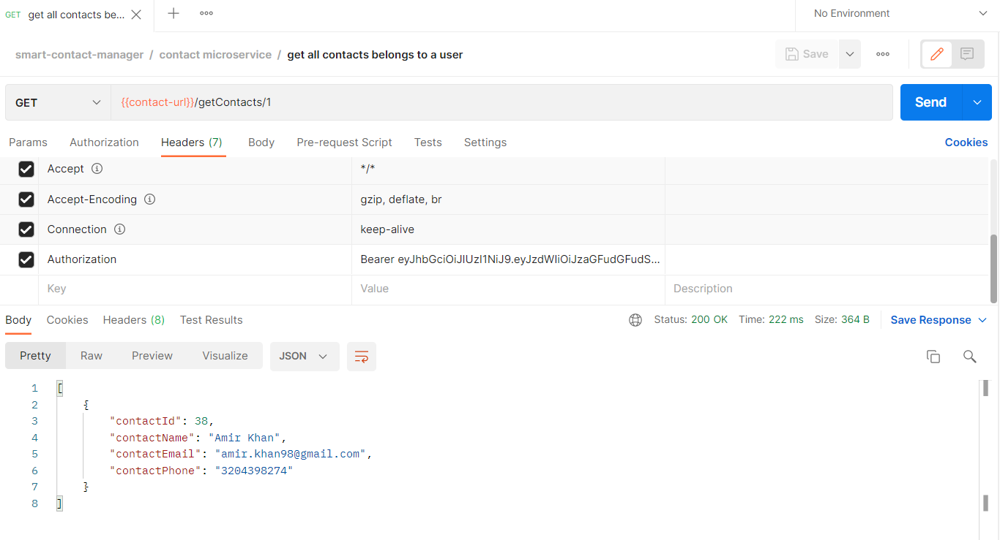 GET get all contacts be...
No Environment
smart-contact-manager / contact microservice / get all contacts belongs to a user
Save
GET {{contact-url}}/getContacts/1 Send
Params Authorization Headers (7) Body Pre-request Script Tests Settings Cookies
Accept */*
Accept-Encoding gzip, deflate, br
Connection keep-alive
Authorization Bearer eyJhbGciOiJIUzI1NiJ9.eyJzdWIiOiJzaGFudGFudS...
Key Value Description
Body Cookies Headers (8) Test Results Status: 200 OK Time: 222 ms Size: 364 B Save Response
Pretty Raw Preview Visualize JSON
1 [
2 {
3 "contactId": 38,
4 "contactName": "Amir Khan",
5 "contactEmail": "amir.khan98@gmail.com",
6 "contactPhone": "3204398274"
7 }
8 ]